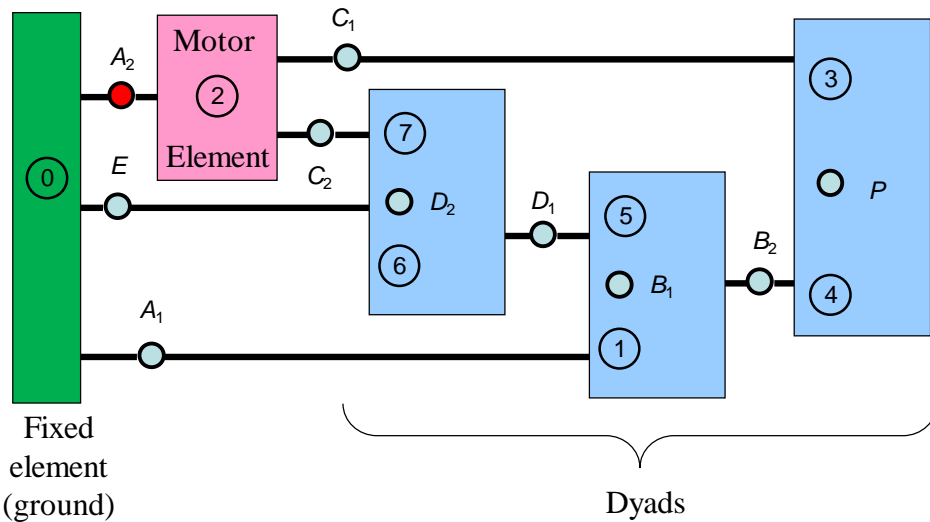 C₁
A₂
Motor
2
Element
3
0
E
C₂
7
D₂
D₁
5
P
6
B₂
B₁
4
A₁
1
Fixed
element
(ground)
Dyads